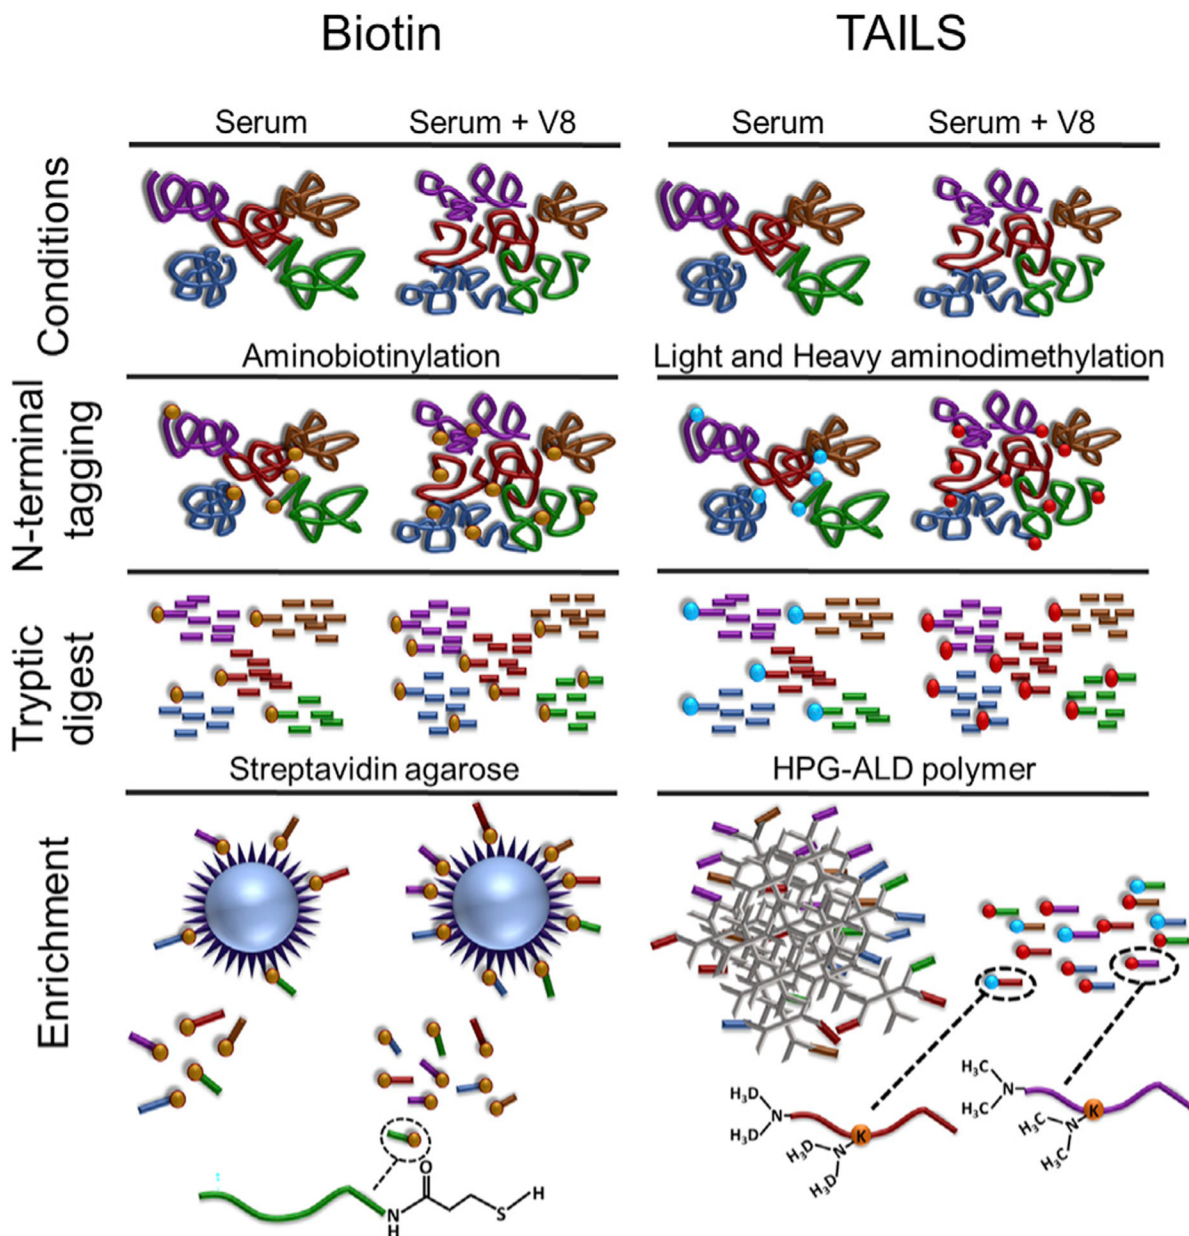 Biotin
TAILS
Serum
Serum + V8
Serum
Serum + V8
Conditions
Aminobiotinylation
Light and Heavy aminodimethylation
N-terminal
tagging
Tryptic
digest
Streptavidin agarose
HPG-ALD polymer
Enrichment
H₃D
N
H₃D
H₃D
N
H₃D
K
H₃C
N
H₃C
H₃C
N
H₃C
K
O
H
N
H
S